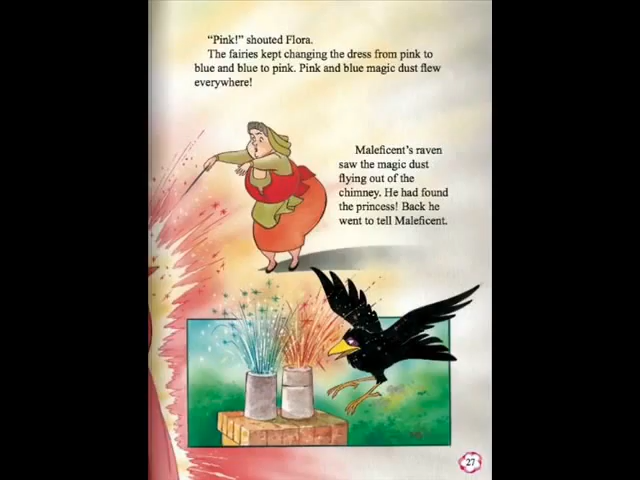 “Pink!” shouted Flora.
The fairies kept changing the dress from pink to
blue and blue to pink. Pink and blue magic dust flew
everywhere!
Maleficent’s raven
saw the magic dust
flying out of the
chimney. He had found
the princess! Back he
went to tell Maleficent.
27